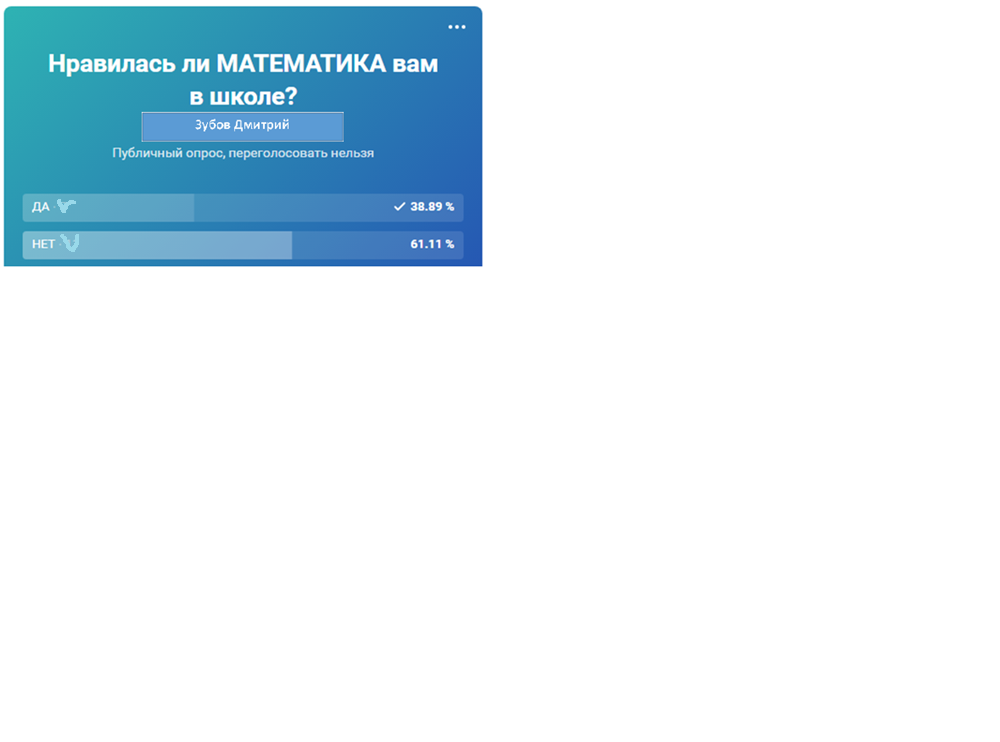 Нравилась ли МАТЕМАТИКА вам
в школе?
Зубов Дмитрий
Публичный опрос, переголосовать нельзя
ДА 38.89 %
НЕТ 61.11 %